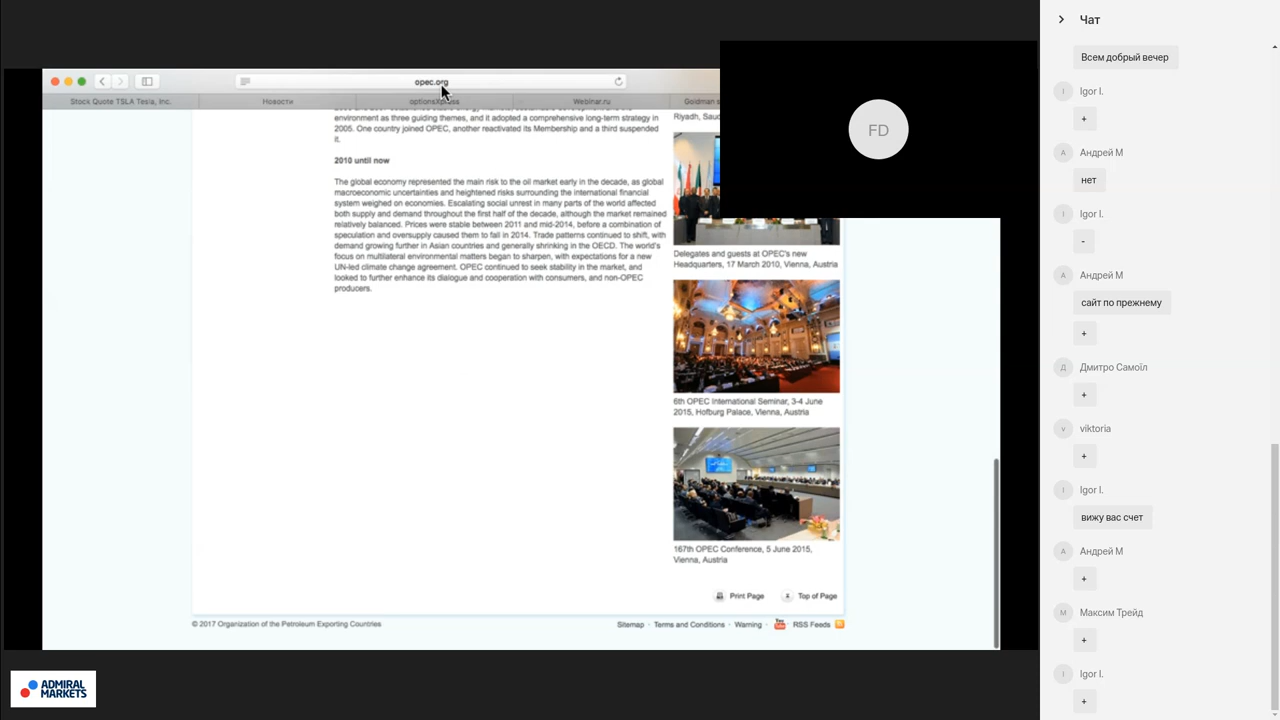 opec.org
Stock Quote TSLA Tesla, Inc.
Новости
optionsXpress
Webinar.ru
Goldman s
environment as three guiding themes, and it adopted a comprehensive long-term strategy in
2005. One country joined OPEC, another reactivated its Membership and a third suspended
it.
2010 until now
The global economy represented the main risk to the oil market early in the decade, as global
macroeconomic uncertainties and heightened risks surrounding the international financial
system weighed on economies. Escalating social unrest in many parts of the world affected
both supply and demand throughout the first half of the decade, although the market remained
relatively balanced. Prices were stable between 2011 and mid-2014, before a combination of
speculation and oversupply caused them to fall in 2014. Trade patterns continued to shift, with
demand growing further in Asian countries and generally shrinking in the OECD. The world's
focus on multilateral environmental matters began to sharpen, with expectations for a new
UN-led climate change agreement. OPEC continued to seek stability in the market, and
looked to further enhance its dialogue and cooperation with consumers, and non-OPEC
producers.
Riyadh, Sauc
Delegates and guests at OPEC's new
Headquarters, 17 March 2010, Vienna, Austria
6th OPEC International Seminar, 3-4 June
2015, Hofburg Palace, Vienna, Austria
167th OPEC Conference, 5 June 2015,
Vienna, Austria
Print Page
Top of Page
© 2017 Organization of the Petroleum Exporting Countries
Sitemap · Terms and Conditions · Warning · You Tube RSS Feeds
FD
ADMIRAL
MARKETS
Чат
Всем добрый вечер
I Igor I.
+
А Андрей М
нет
I Igor I.
-
А Андрей М
сайт по прежнему
+
Д Дмитро Самоїл
+
v viktoria
+
I Igor I.
вижу вас счет
А Андрей М
+
М Максим Трейд
+
I Igor I.
+